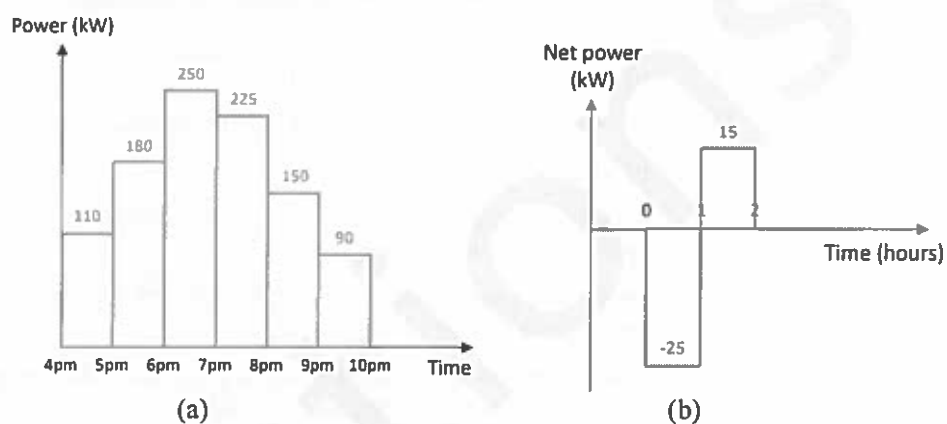 Power (kW)
250
225
180
150
110
90
4pm 5pm 6pm 7pm 8pm 9pm 10pm Time
(a)
Net power
(kW)
15
0 1 2
Time (hours)
-25
(b)